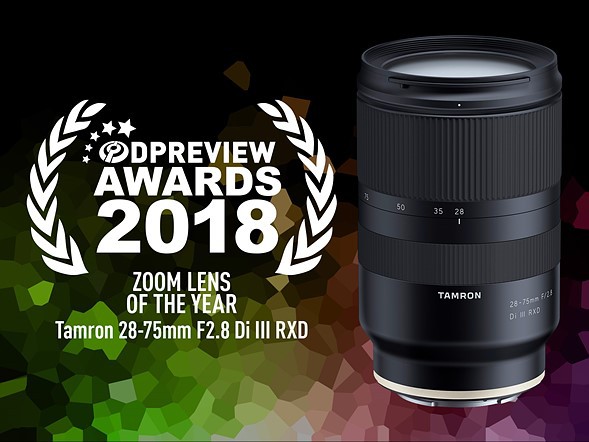 DPREVIEW
AWARDS
2018
ZOOM LENS
OF THE YEAR
Tamron 28-75mm F2.8 Di III RXD
75 50 35 28
TAMRON
28-75mm F/2.8
Di III RXD